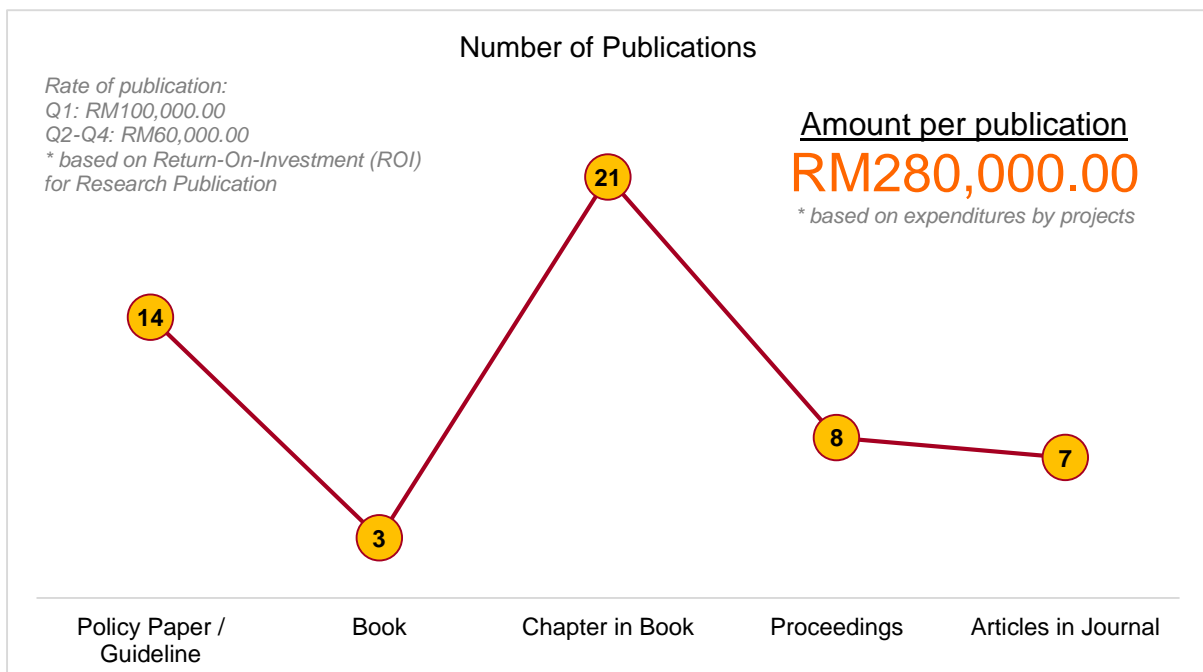 Number of Publications
Rate of publication:
Q1: RM100,000.00
Q2-Q4: RM60,000.00
* based on Return-On-Investment (ROI)
for Research Publication
Amount per publication
RM280,000.00
* based on expenditures by projects
21
14
8
7
3
Policy Paper /
Guideline
Book
Chapter in Book
Proceedings
Articles in Journal